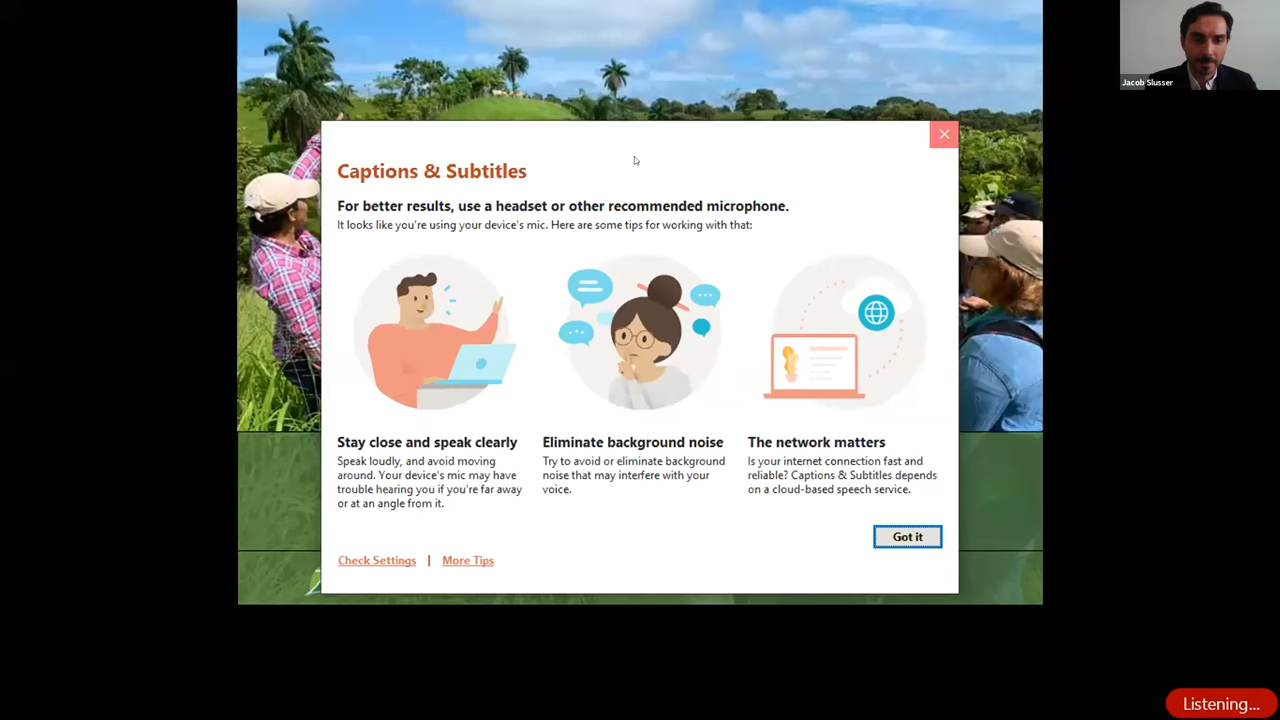 Jacob Slusser
Captions & Subtitles
For better results, use a headset or other recommended microphone.
It looks like you're using your device's mic. Here are some tips for working with that:
Stay close and speak clearly
Speak loudly, and avoid moving
around. Your device's mic may have
trouble hearing you if you're far away
or at an angle from it.
Eliminate background noise
Try to avoid or eliminate background
noise that may interfere with your
voice.
The network matters
Is your internet connection fast and
reliable? Captions & Subtitles depends
on a cloud-based speech service.
Got it
Check Settings | More Tips
Listening...